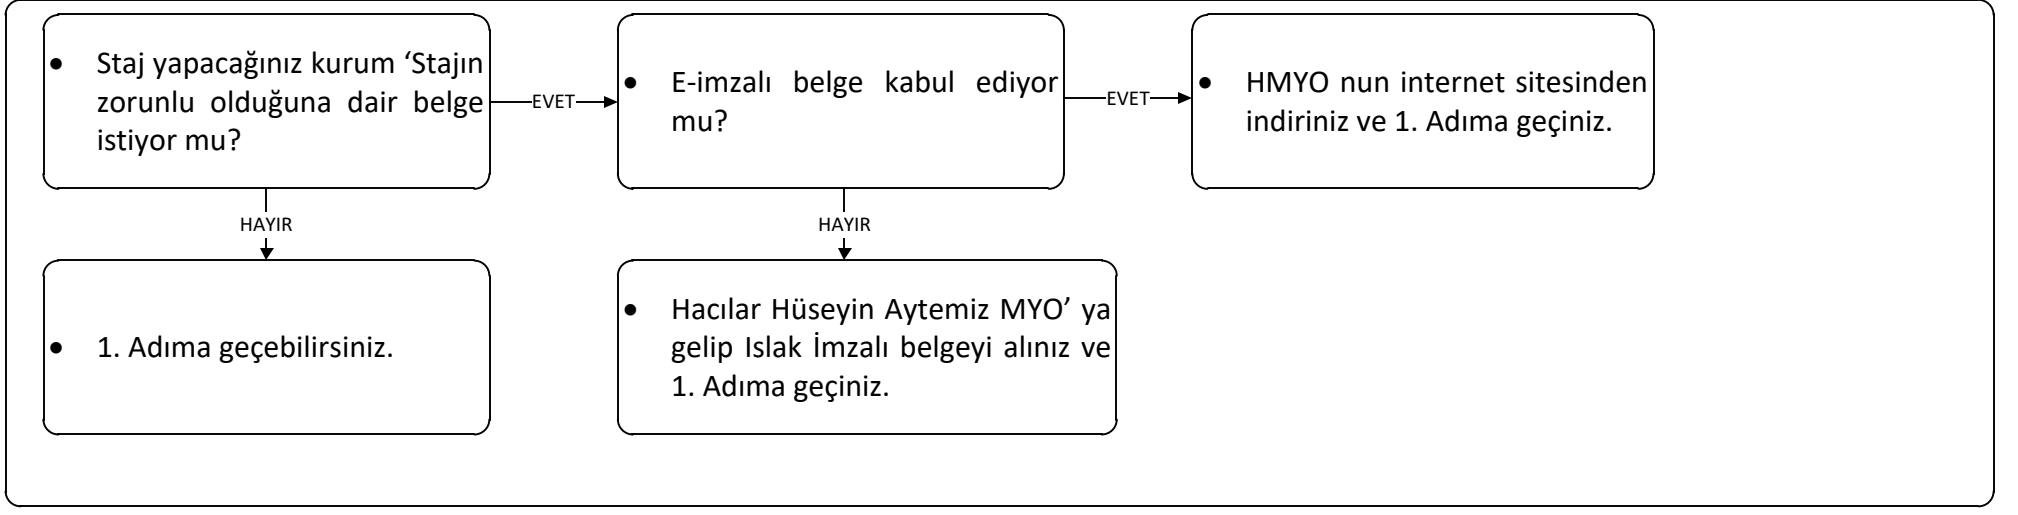 • Staj yapacağınız kurum ‘Stajın
zorunlu olduğuna dair belge
istiyor mu?
EVET
• E-imzalı belge kabul ediyor
mu?
EVET
• HMYO nun internet sitesinden
indiriniz ve 1. Adıma geçiniz.
HAYIR
HAYIR
• 1. Adıma geçebilirsiniz.
• Hacılar Hüseyin Aytemiz MYO’ ya
gelip Islak İmzalı belgeyi alınız ve
1. Adıma geçiniz.